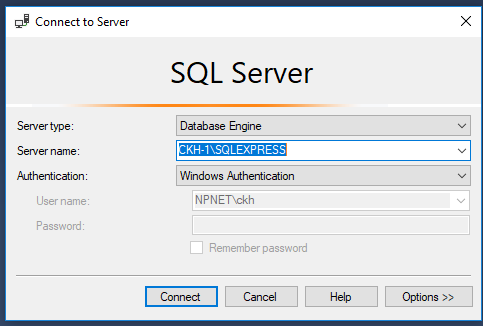 Connect to Server
SQL Server
Server type: Database Engine
Server name: CKH-1\SQLEXPRESS
Authentication: Windows Authentication
User name: NPNET\ckh
Password:
Remember password
Connect Cancel Help Options >>